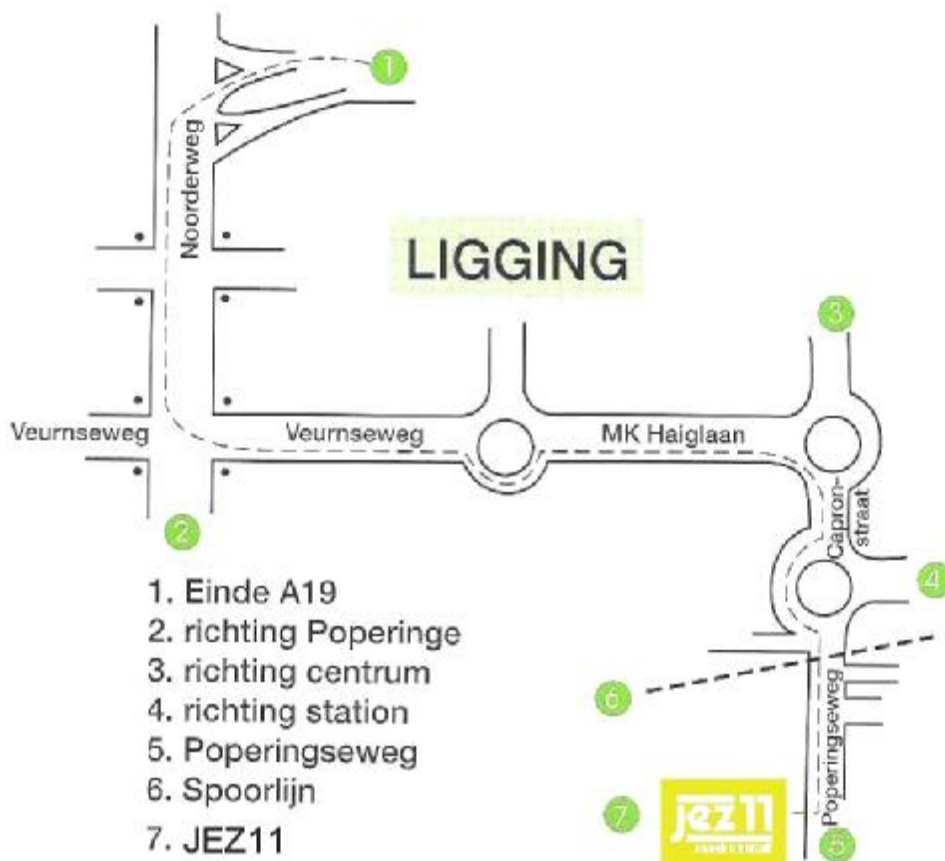 1
Noorderweg
LIGGING
3
Veurnseweg
Veurnseweg
MK Haiglaan
Capron-
straat
2
4
1. Einde A19
2. richting Poperinge
3. richting centrum
4. richting station
5. Poperingseweg
6. Spoorlijn
7. JEZ11
6
Poperingseweg
7
jez11
5